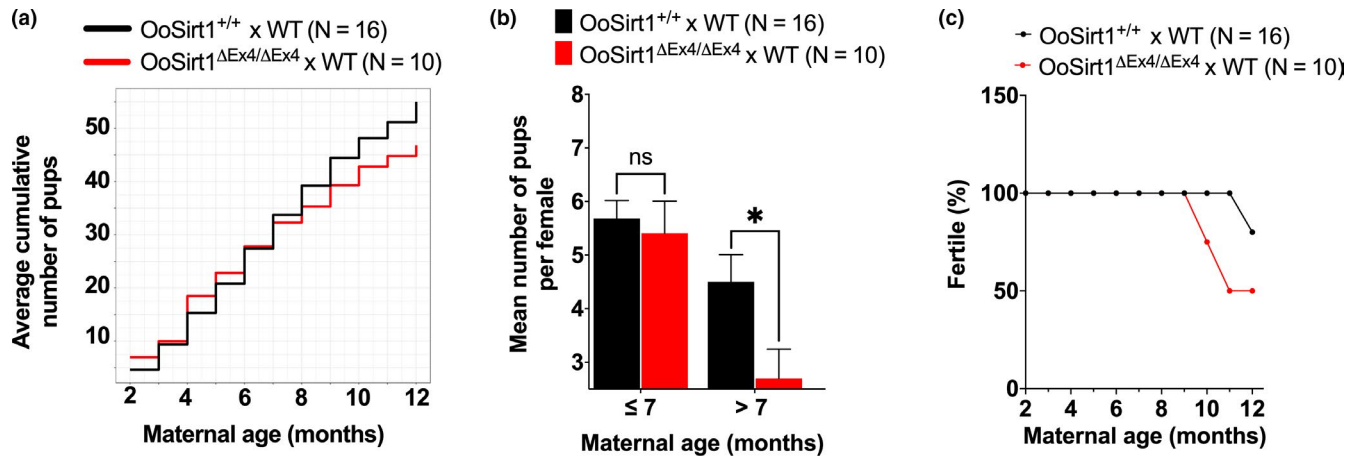 (a)
OoSirt1+/+ x WT (N = 16)
OoSirt1ΔEx4/ΔEx4 x WT (N = 10)
Average cumulative
number of pups
50
40
30
20
10
2 4 6 8 10 12
Maternal age (months)
(b)
OoSirt1+/+ x WT (N = 16)
OoSirt1ΔEx4/ΔEx4 x WT (N = 10)
Mean number of pups
per female
8
7
6
5
4
3
2
ns
*
≤ 7 > 7
Maternal age (months)
(c)
OoSirt1+/+ x WT (N = 16)
OoSirt1ΔEx4/ΔEx4 x WT (N = 10)
Fertile (%)
150
100
50
0
2 4 6 8 10 12
Maternal age (months)